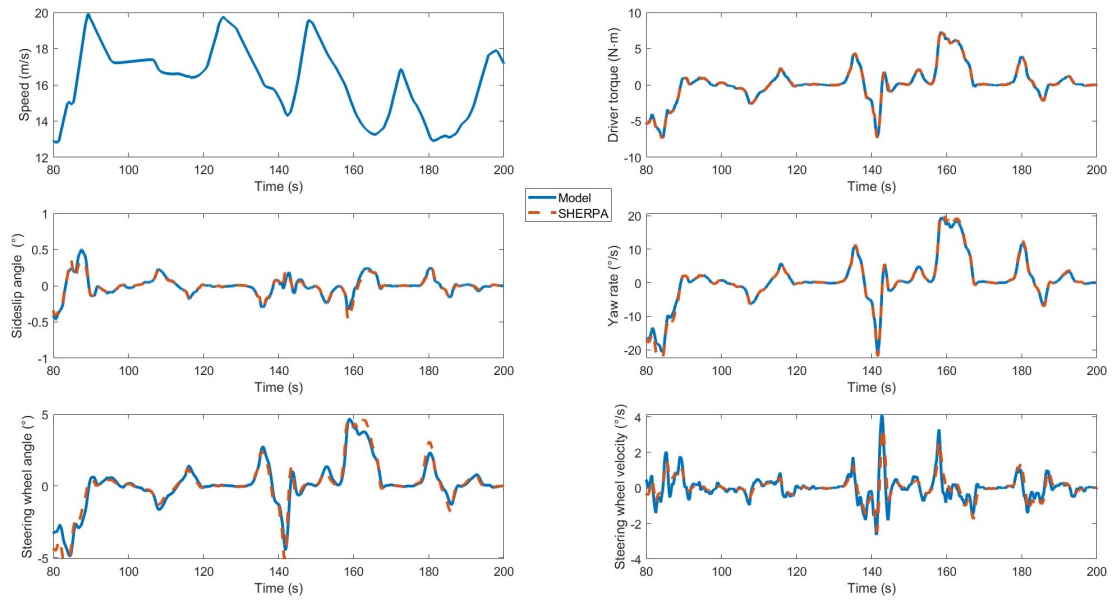 20
18
16
14
12
80 100 120 140 160 180 200
Speed (m/s)
Time (s)
10
5
0
-5
-10
80 100 120 140 160 180 200
Driver torque (N·m)
Time (s)
Model
SHERPA
1
0.5
0
-0.5
-1
80 100 120 140 160 180 200
Sideslip angle (°)
Time (s)
20
10
0
-10
-20
80 100 120 140 160 180 200
Yaw rate (°/s)
Time (s)
5
0
-5
80 100 120 140 160 180 200
Steering wheel angle (°)
Time (s)
4
2
0
-2
-4
80 100 120 140 160 180 200
Steering wheel velocity (°/s)
Time (s)